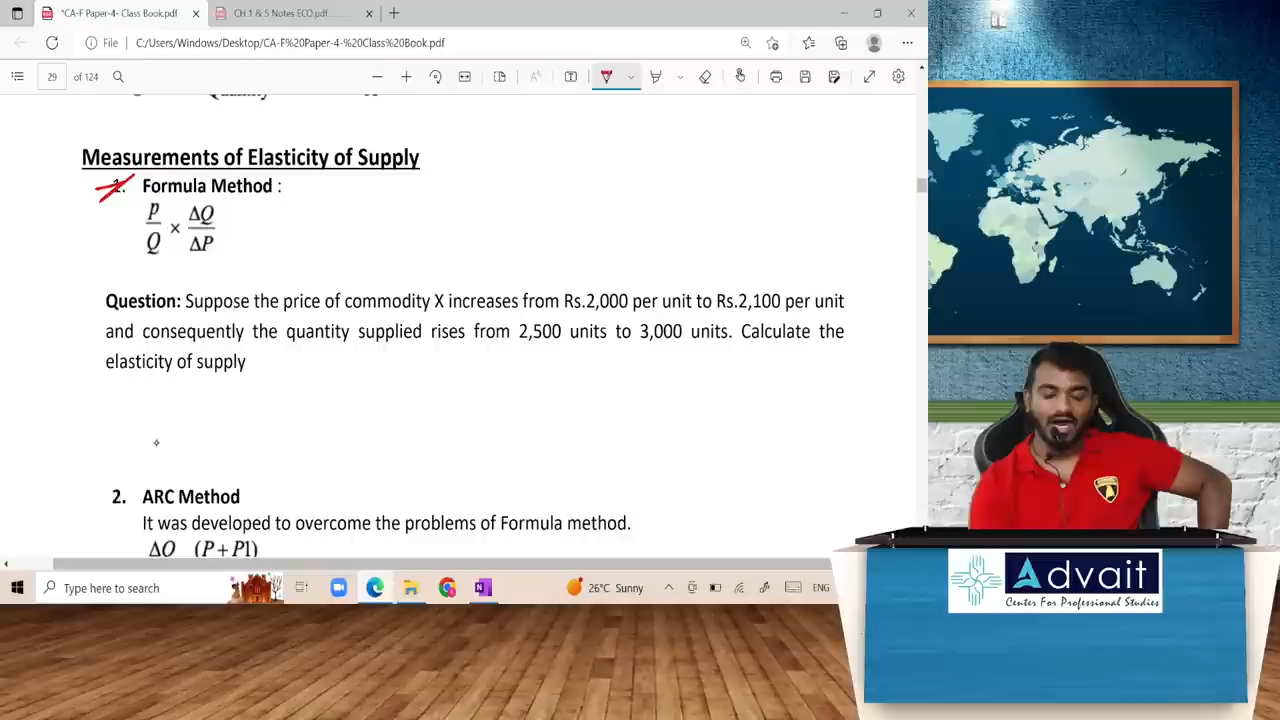 *CA-F Paper-4- Class Book.pdf
CH.1 & 5 Notes ECO.pdf
File
C:/Users/Windows/Desktop/CA-F%20Paper-4-%20Class%20Book.pdf
29 of 124
Quantity
Measurements of Elasticity of Supply
1. Formula Method :
P/Q × ΔQ/ΔP
Question: Suppose the price of commodity X increases from Rs.2,000 per unit to Rs.2,100 per unit
and consequently the quantity supplied rises from 2,500 units to 3,000 units. Calculate the
elasticity of supply
2. ARC Method
It was developed to overcome the problems of Formula method.
ΔQ (P+P1)
Type here to search
26°C Sunny
ENG
Advait
Center For Professional Studies